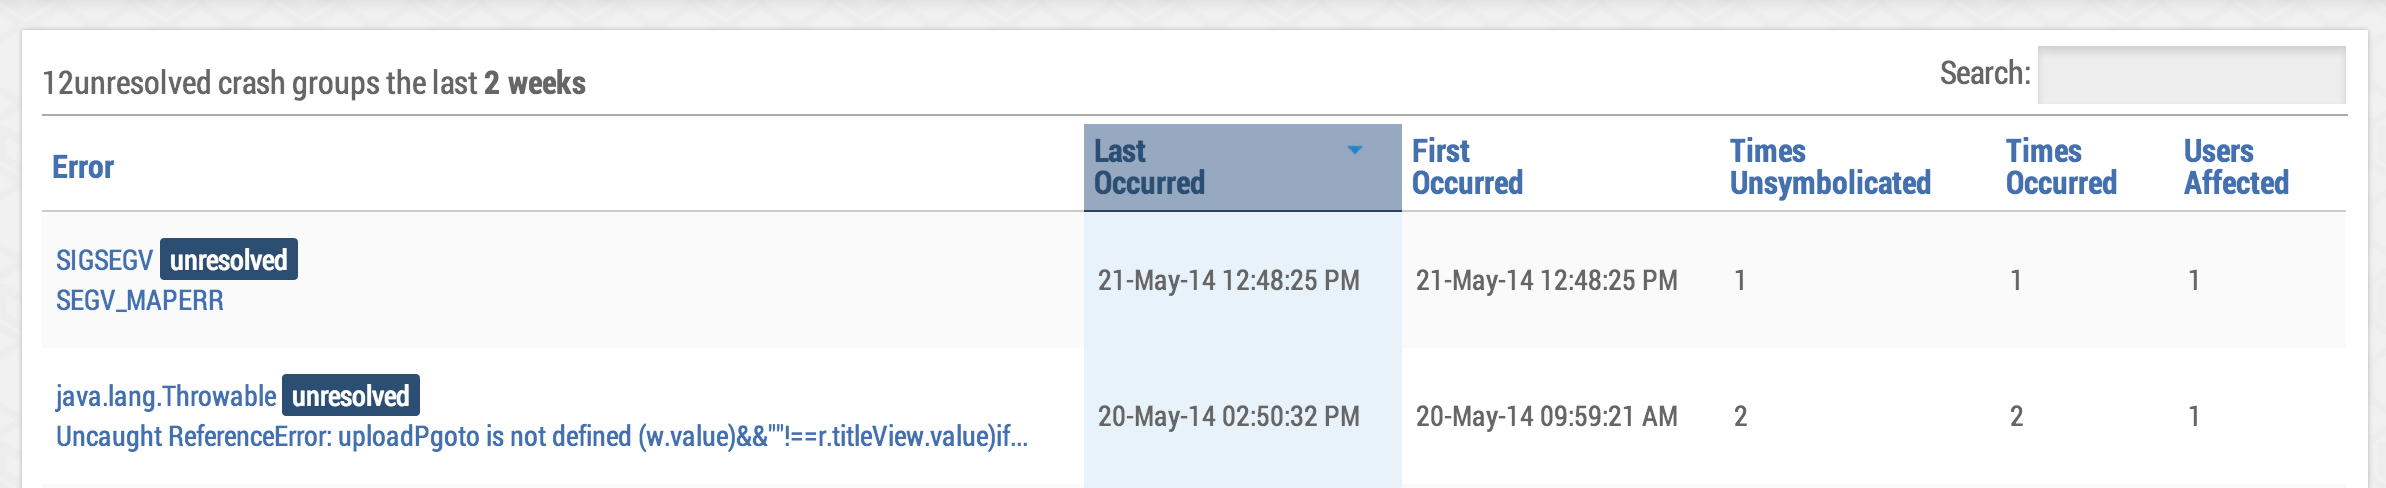 12unresolved crash groups the last 2 weeks
Search:
Error
Last Occurred
First Occurred
Times Unsymbolicated
Times Occurred
Users Affected
SIGSEGV unresolved
SEGV_MAPERR
21-May-14 12:48:25 PM
21-May-14 12:48:25 PM
1
1
1
java.lang.Throwable unresolved
Uncaught ReferenceError: uploadPgoto is not defined (w.value)&&""!==r.titleView.value)if...
20-May-14 02:50:32 PM
20-May-14 09:59:21 AM
2
2
1